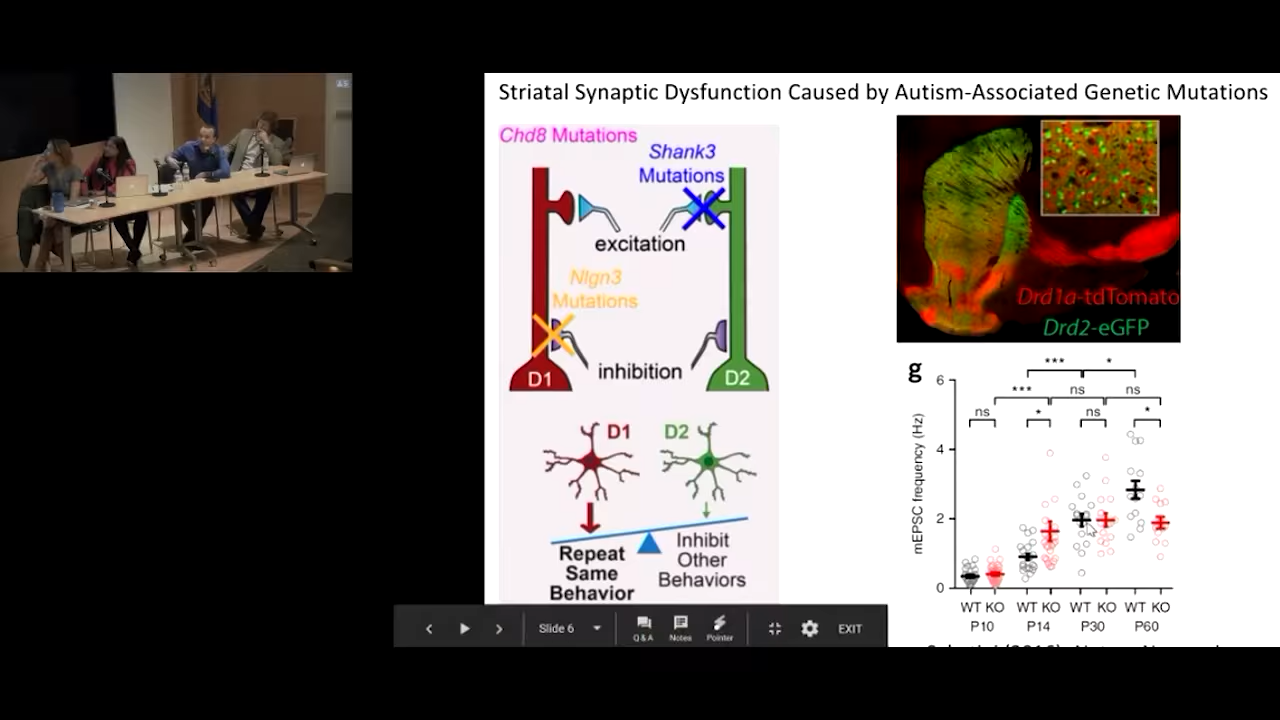 Striatal Synaptic Dysfunction Caused by Autism-Associated Genetic Mutations
Chd8 Mutations
Shank3
Mutations
excitation
Nlgn3
Mutations
inhibition
D1
D2
D1
D2
Repeat
Same
Behavior
Inhibit
Other
Behaviors
Drd1a-tdTomato
Drd2-eGFP
g
*** *
*** ns ns
ns * ns *
mEPSC frequency (Hz)
6
4
2
0
WT KO WT KO WT KO WT KO
P10 P14 P30 P60
Slide 6
Q&A Notes Pointer
EXIT